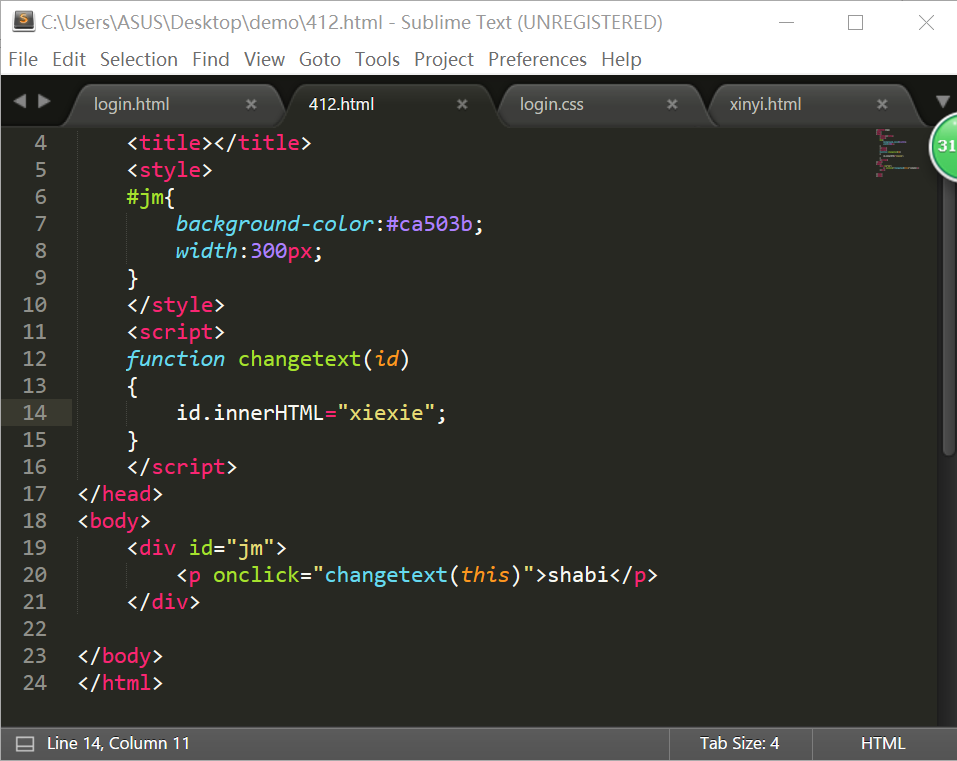 C:\Users\ASUS\Desktop\demo\412.html - Sublime Text (UNREGISTERED)
File Edit Selection Find View Goto Tools Project Preferences Help
login.html 412.html login.css xinyi.html
31
4 <title></title>
5 <style>
6 #jm{
7 background-color:#ca503b;
8 width:300px;
9 }
10 </style>
11 <script>
12 function changetext(id)
13 {
14 id.innerHTML="xiexie";
15 }
16 </script>
17 </head>
18 <body>
19 <div id="jm">
20 <p onclick="changetext(this)">shabi</p>
21 </div>
22
23 </body>
24 </html>
Line 14, Column 11 Tab Size: 4 HTML